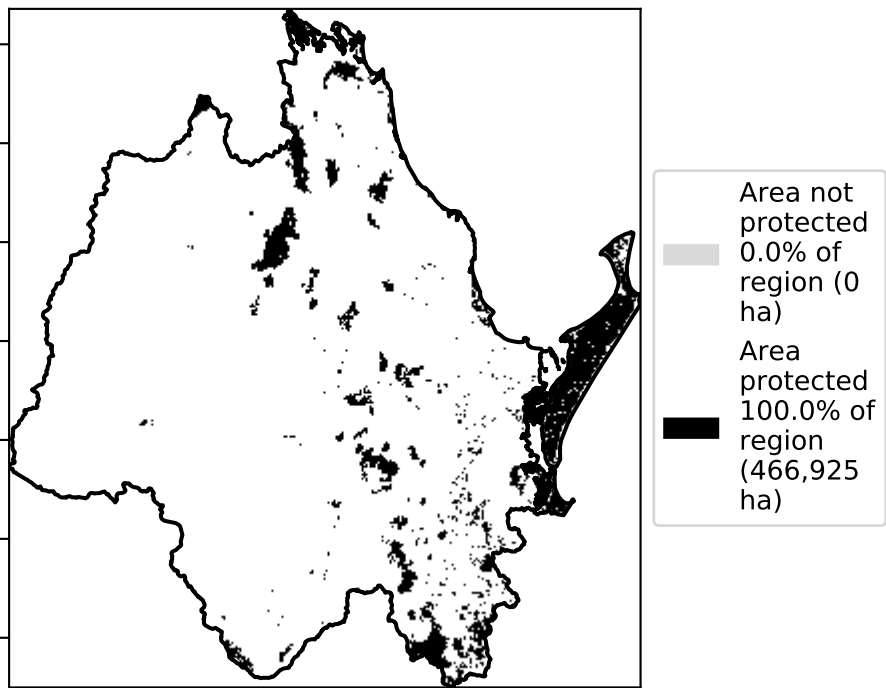 Area not
protected
0.0% of
region (0
ha)
Area
protected
100.0% of
region
(466,925
ha)